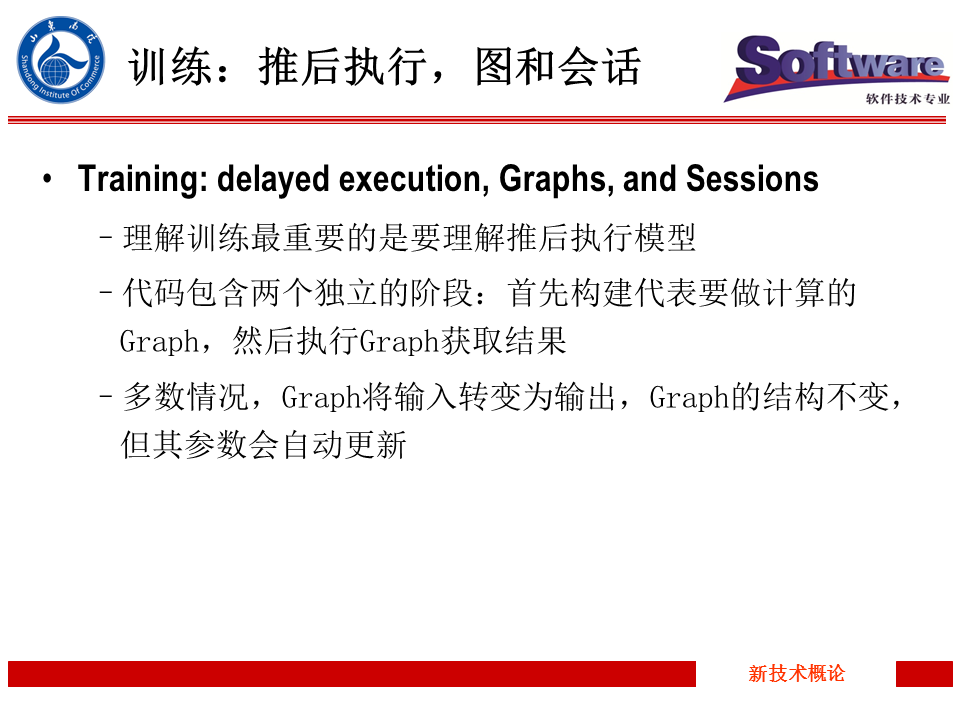 山东商院
Shandong Institute Of Commerce
训练：推后执行，图和会话
Software
软件技术专业
• Training: delayed execution, Graphs, and Sessions
–理解训练最重要的是要理解推后执行模型
–代码包含两个独立的阶段：首先构建代表要做计算的
Graph，然后执行Graph获取结果
–多数情况，Graph将输入转变为输出，Graph的结构不变，
但其参数会自动更新
新技术概论